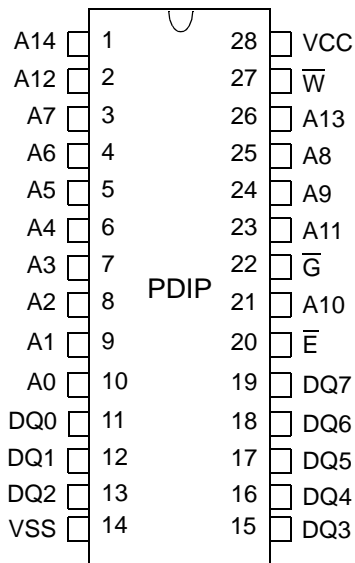 A14 1 28 VCC
A12 2 27 W̅
A7 3 26 A13
A6 4 25 A8
A5 5 24 A9
A4 6 23 A11
A3 7 22 G̅
PDIP
A2 8 21 A10
A1 9 20 E̅
A0 10 19 DQ7
DQ0 11 18 DQ6
DQ1 12 17 DQ5
DQ2 13 16 DQ4
VSS 14 15 DQ3